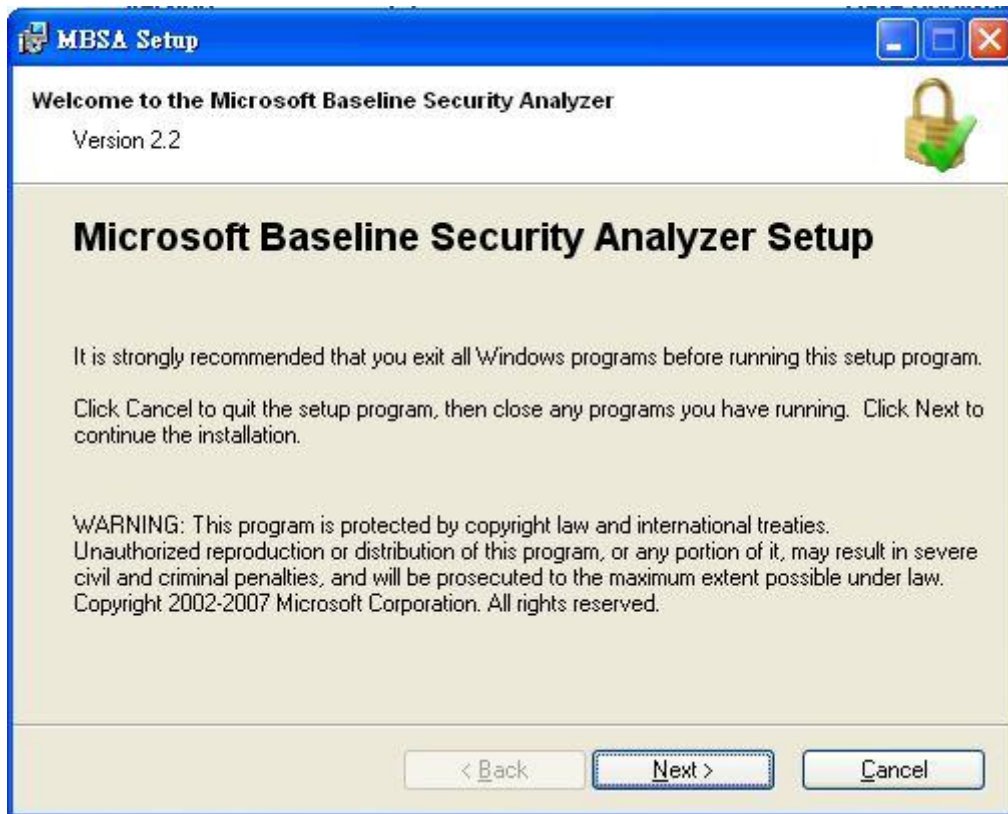 MBSA Setup
Welcome to the Microsoft Baseline Security Analyzer
Version 2.2
Microsoft Baseline Security Analyzer Setup
It is strongly recommended that you exit all Windows programs before running this setup program.
Click Cancel to quit the setup program, then close any programs you have running. Click Next to
continue the installation.
WARNING: This program is protected by copyright law and international treaties.
Unauthorized reproduction or distribution of this program, or any portion of it, may result in severe
civil and criminal penalties, and will be prosecuted to the maximum extent possible under law.
Copyright 2002-2007 Microsoft Corporation. All rights reserved.
< Back
Next >
Cancel